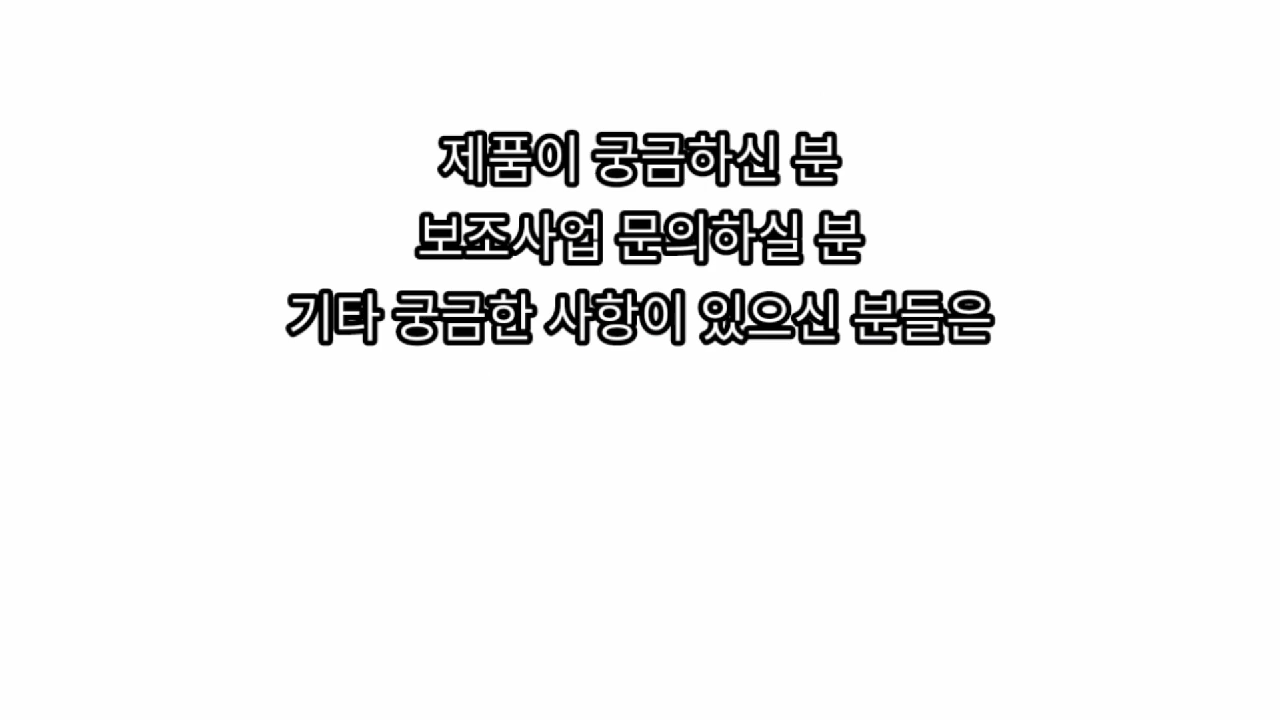 제품이 궁금하신 분
보조사업 문의하실 분
기타 궁금한 사항이 있으신 분들은